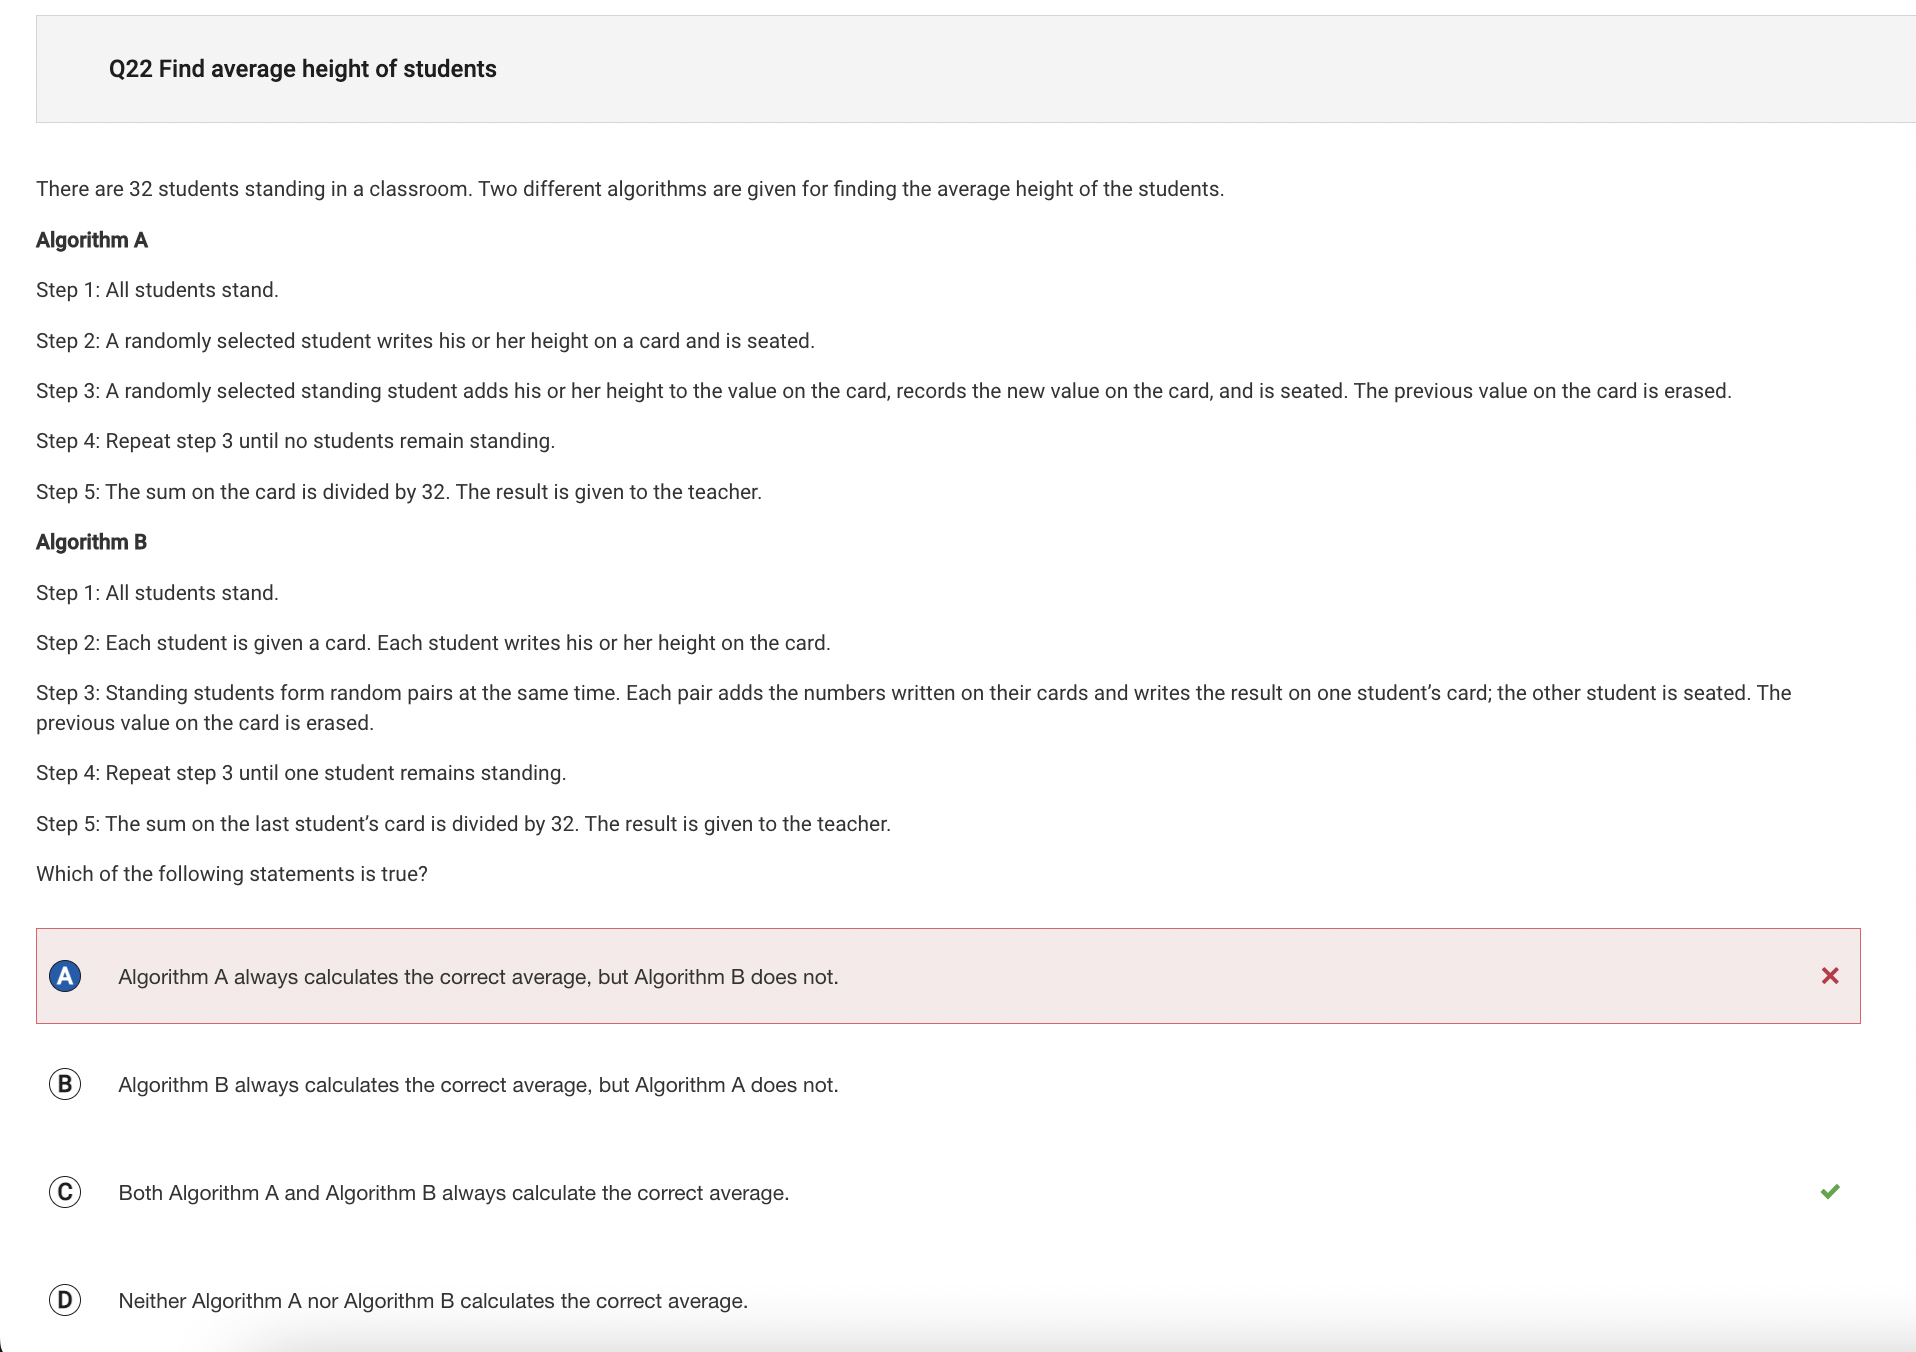 Q22 Find average height of students
There are 32 students standing in a classroom. Two different algorithms are given for finding the average height of the students.
Algorithm A
Step 1: All students stand.
Step 2: A randomly selected student writes his or her height on a card and is seated.
Step 3: A randomly selected standing student adds his or her height to the value on the card, records the new value on the card, and is seated. The previous value on the card is erased.
Step 4: Repeat step 3 until no students remain standing.
Step 5: The sum on the card is divided by 32. The result is given to the teacher.
Algorithm B
Step 1: All students stand.
Step 2: Each student is given a card. Each student writes his or her height on the card.
Step 3: Standing students form random pairs at the same time. Each pair adds the numbers written on their cards and writes the result on one student’s card; the other student is seated. The
previous value on the card is erased.
Step 4: Repeat step 3 until one student remains standing.
Step 5: The sum on the last student’s card is divided by 32. The result is given to the teacher.
Which of the following statements is true?
A Algorithm A always calculates the correct average, but Algorithm B does not.
B Algorithm B always calculates the correct average, but Algorithm A does not.
C Both Algorithm A and Algorithm B always calculate the correct average.
D Neither Algorithm A nor Algorithm B calculates the correct average.